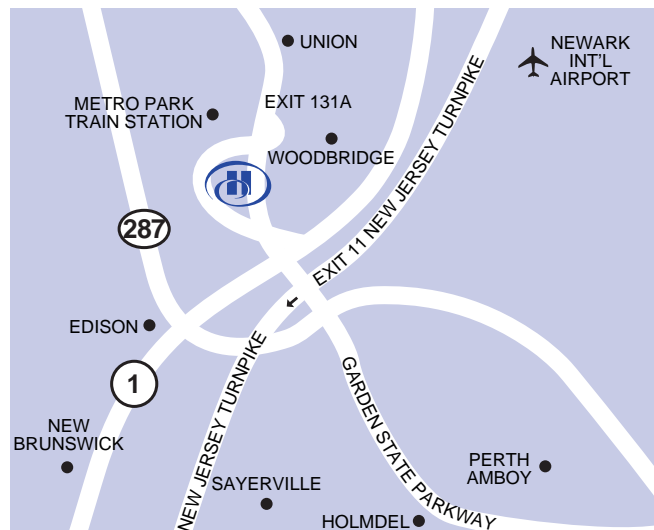 UNION
NEWARK
INT'L
AIRPORT
METRO PARK
TRAIN STATION
EXIT 131A
WOODBRIDGE
H
287
EXIT 11 NEW JERSEY TURNPIKE
EDISON
1
NEW JERSEY TURNPIKE
GARDEN STATE PARKWAY
NEW
BRUNSWICK
SAYERVILLE
PERTH
AMBOY
HOLMDEL